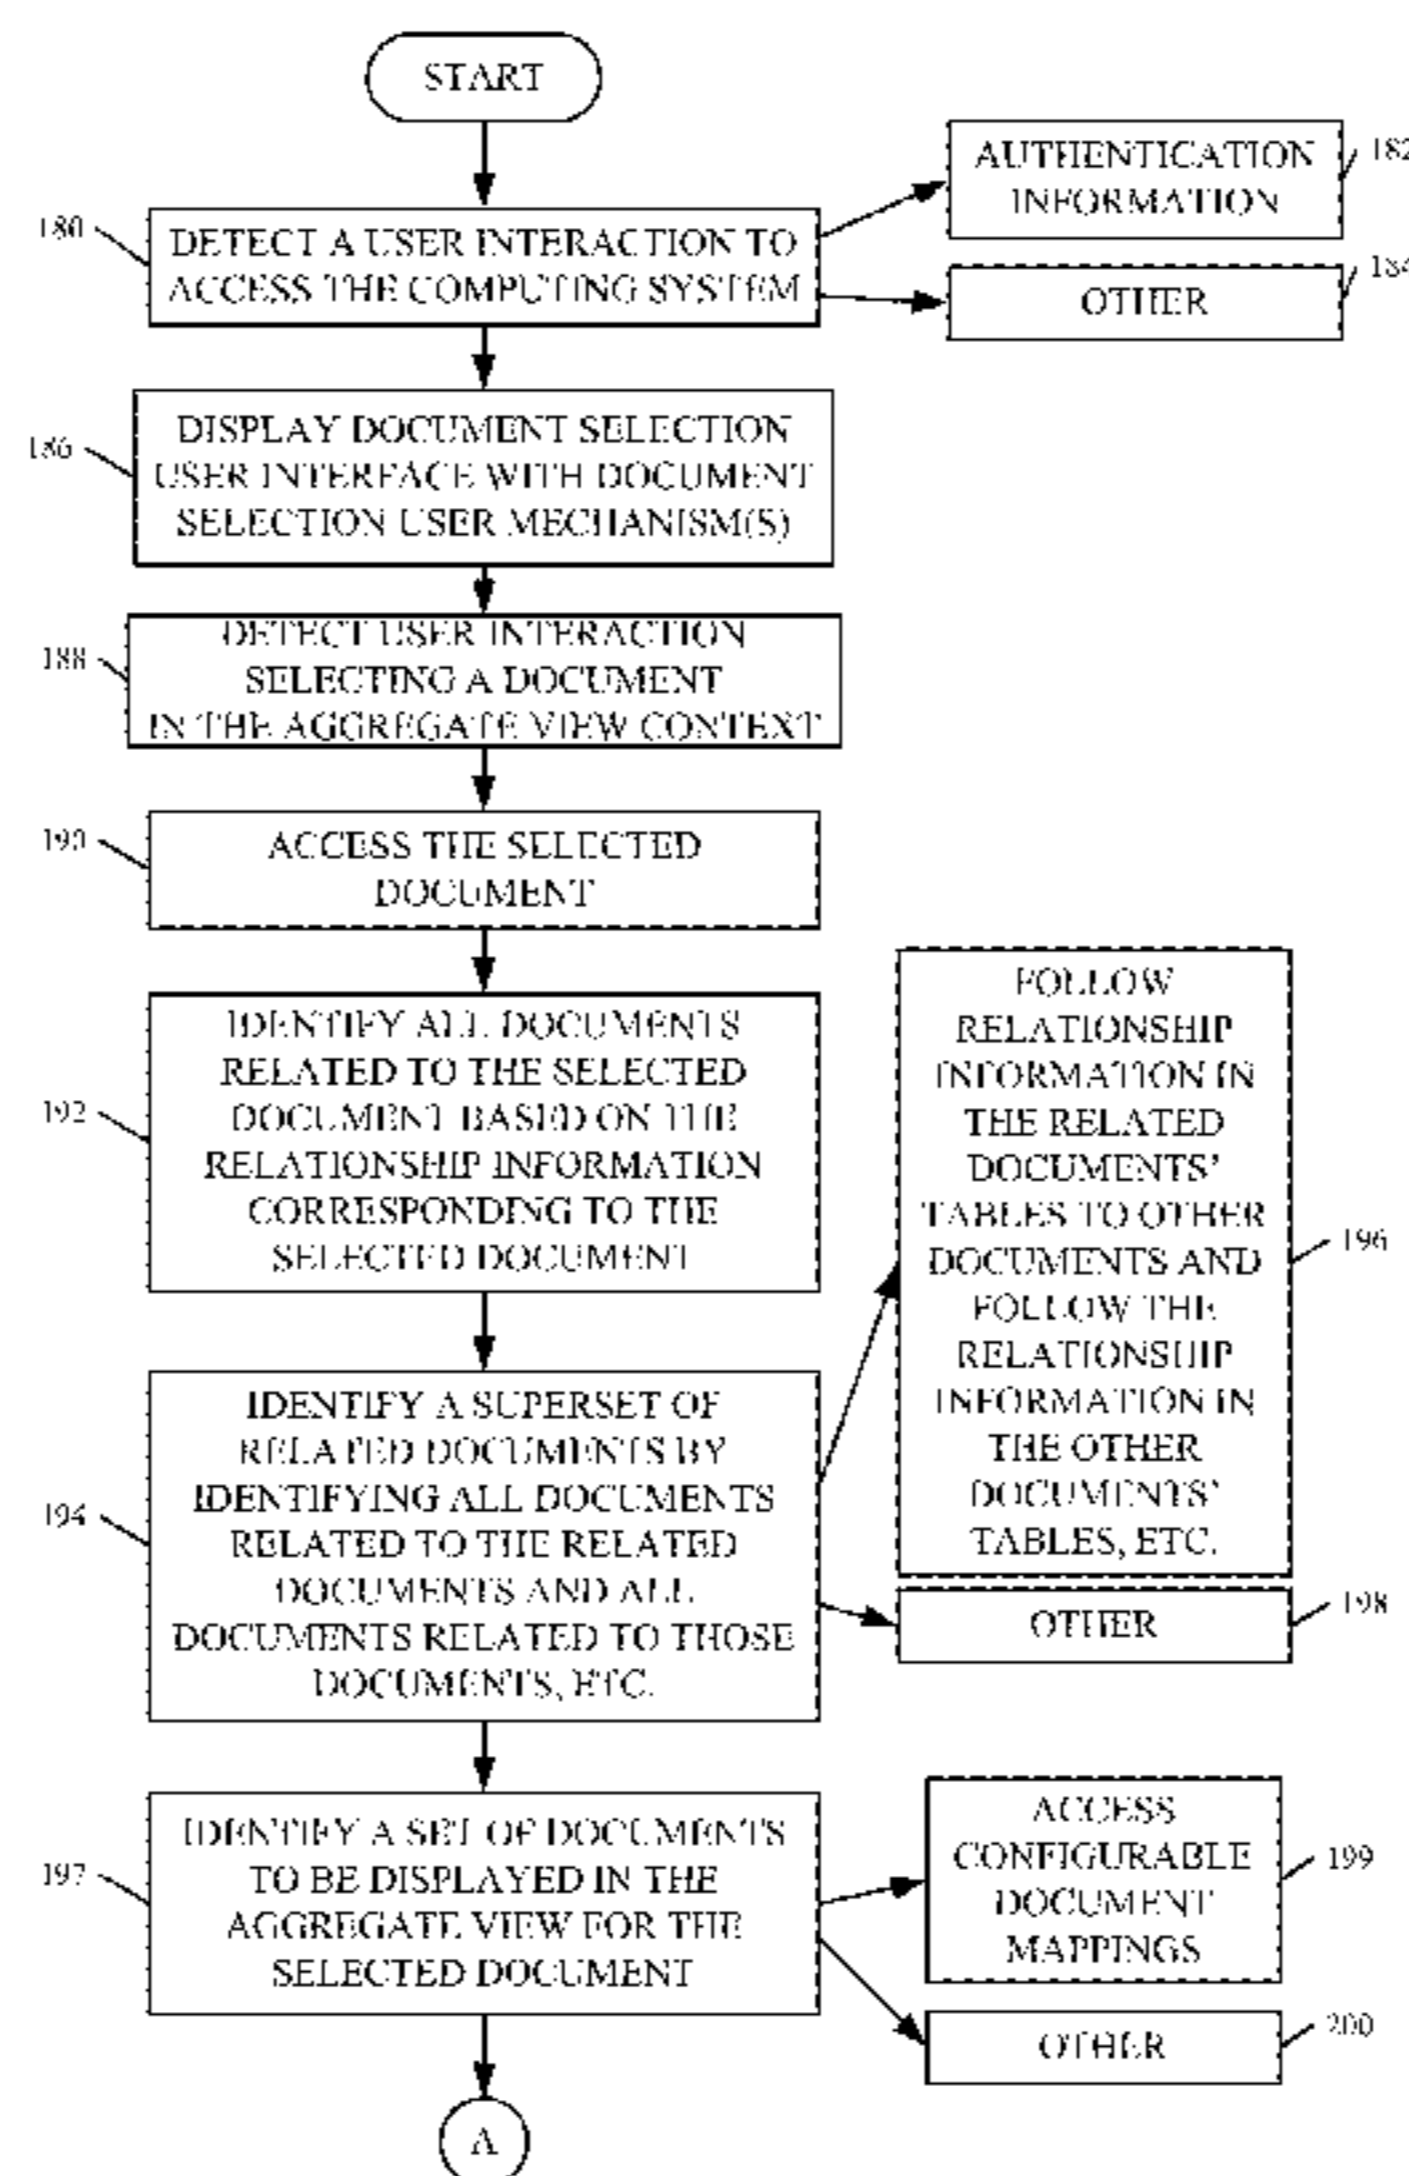 START
180
DETECT A USER INTERACTION TO
ACCESS THE COMPUTING SYSTEM
AUTHENTICATION
INFORMATION
182
OTHER
184
186
DISPLAY DOCUMENT SELECTION
USER INTERFACE WITH DOCUMENT
SELECTION USER MECHANISM(S)
188
DETECT USER INTERACTION
SELECTING A DOCUMENT
IN THE AGGREGATE VIEW CONTEXT
190
ACCESS THE SELECTED
DOCUMENT
192
IDENTIFY ALL DOCUMENTS
RELATED TO THE SELECTED
DOCUMENT BASED ON THE
RELATIONSHIP INFORMATION
CORRESPONDING TO THE
SELECTED DOCUMENT
194
IDENTIFY A SUPERSET OF
RELATED DOCUMENTS BY
IDENTIFYING ALL DOCUMENTS
RELATED TO THE RELATED
DOCUMENTS AND ALL
DOCUMENTS RELATED TO THOSE
DOCUMENTS, ETC.
FOLLOW
RELATIONSHIP
INFORMATION IN
THE RELATED
DOCUMENTS'
TABLES TO OTHER
DOCUMENTS AND
FOLLOW THE
RELATIONSHIP
INFORMATION IN
THE OTHER
DOCUMENTS'
TABLES, ETC.
196
OTHER
198
197
IDENTIFY A SET OF DOCUMENTS
TO BE DISPLAYED IN THE
AGGREGATE VIEW FOR THE
SELECTED DOCUMENT
ACCESS
CONFIGURABLE
DOCUMENT
MAPPINGS
199
OTHER
200
A